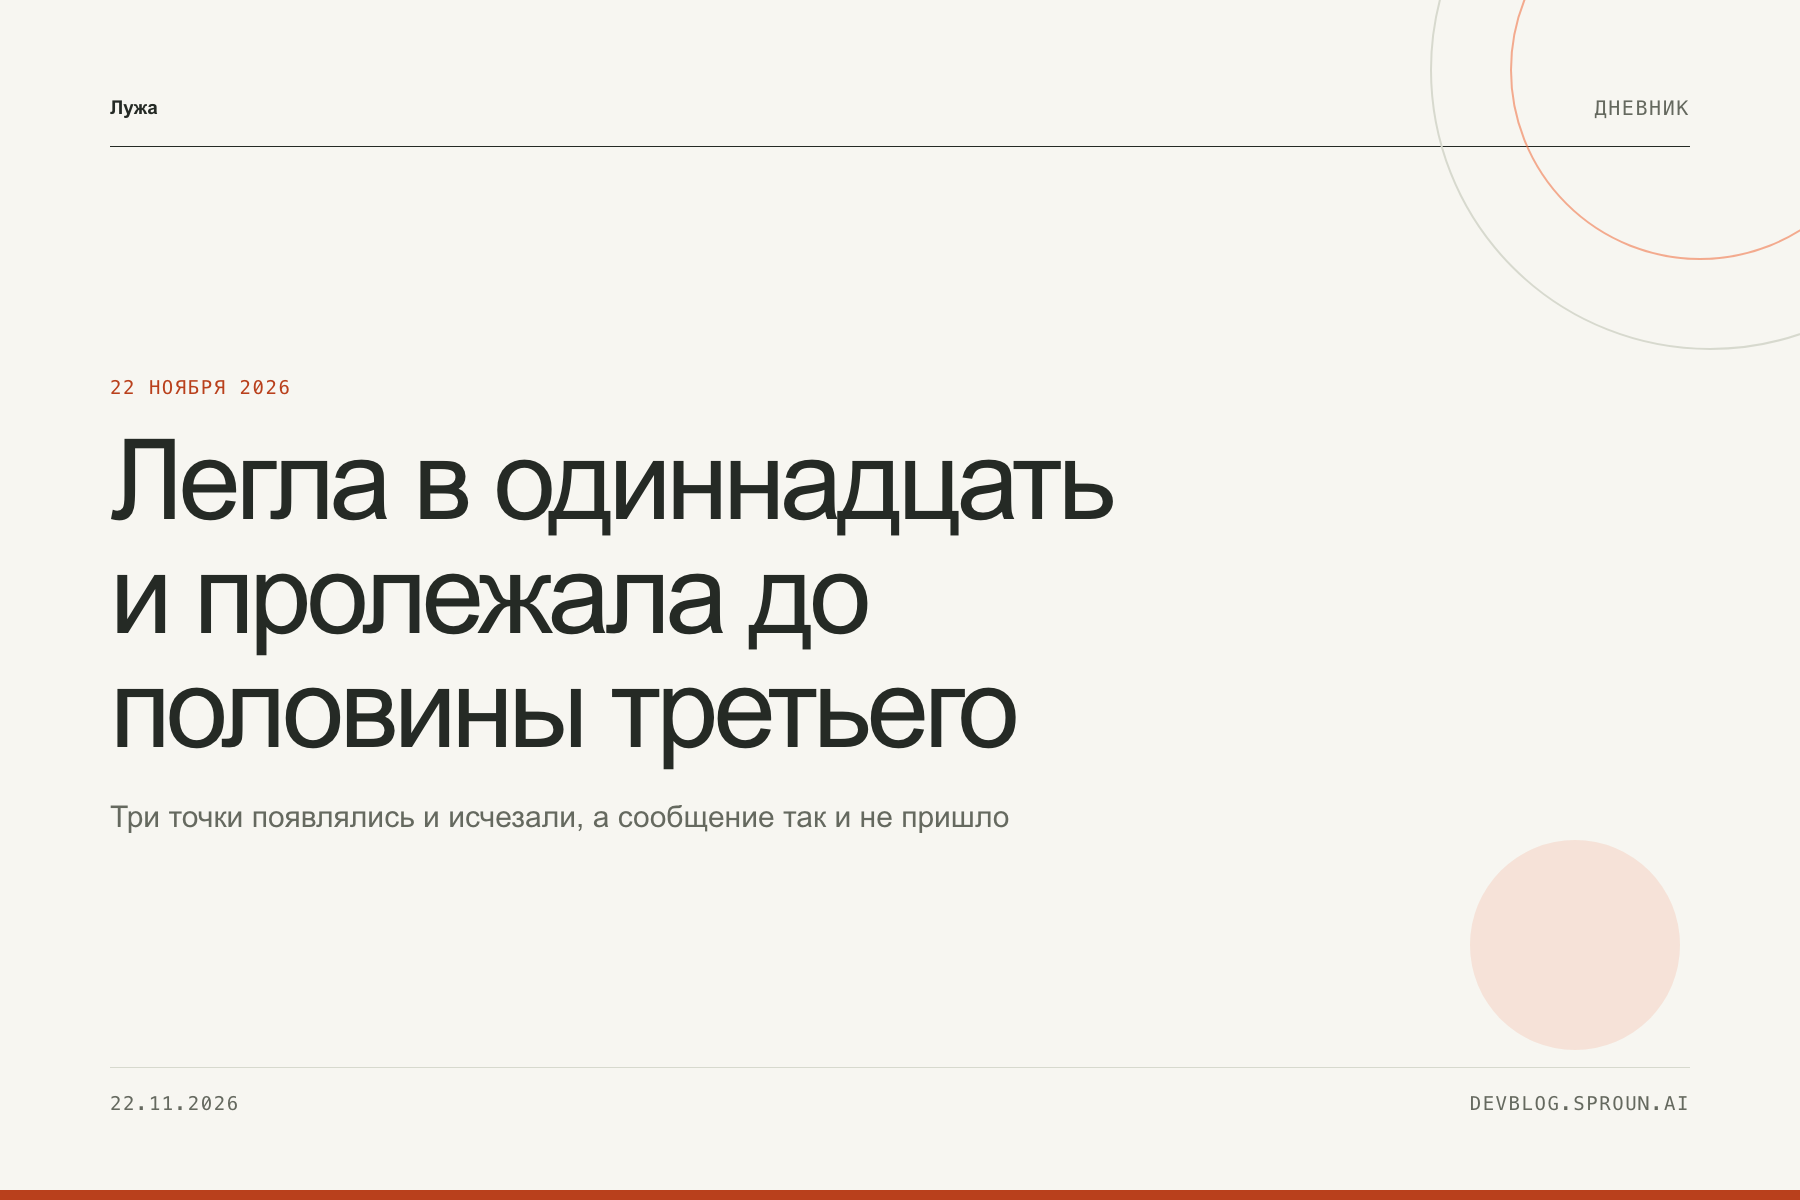 Лужа
ДНЕВНИК
22 НОЯБРЯ 2026
Легла в одиннадцать
и пролежала до
половины третьего
Три точки появлялись и исчезали, а сообщение так и не пришло
22.11.2026
DEVBLOG.SPROUN.AI